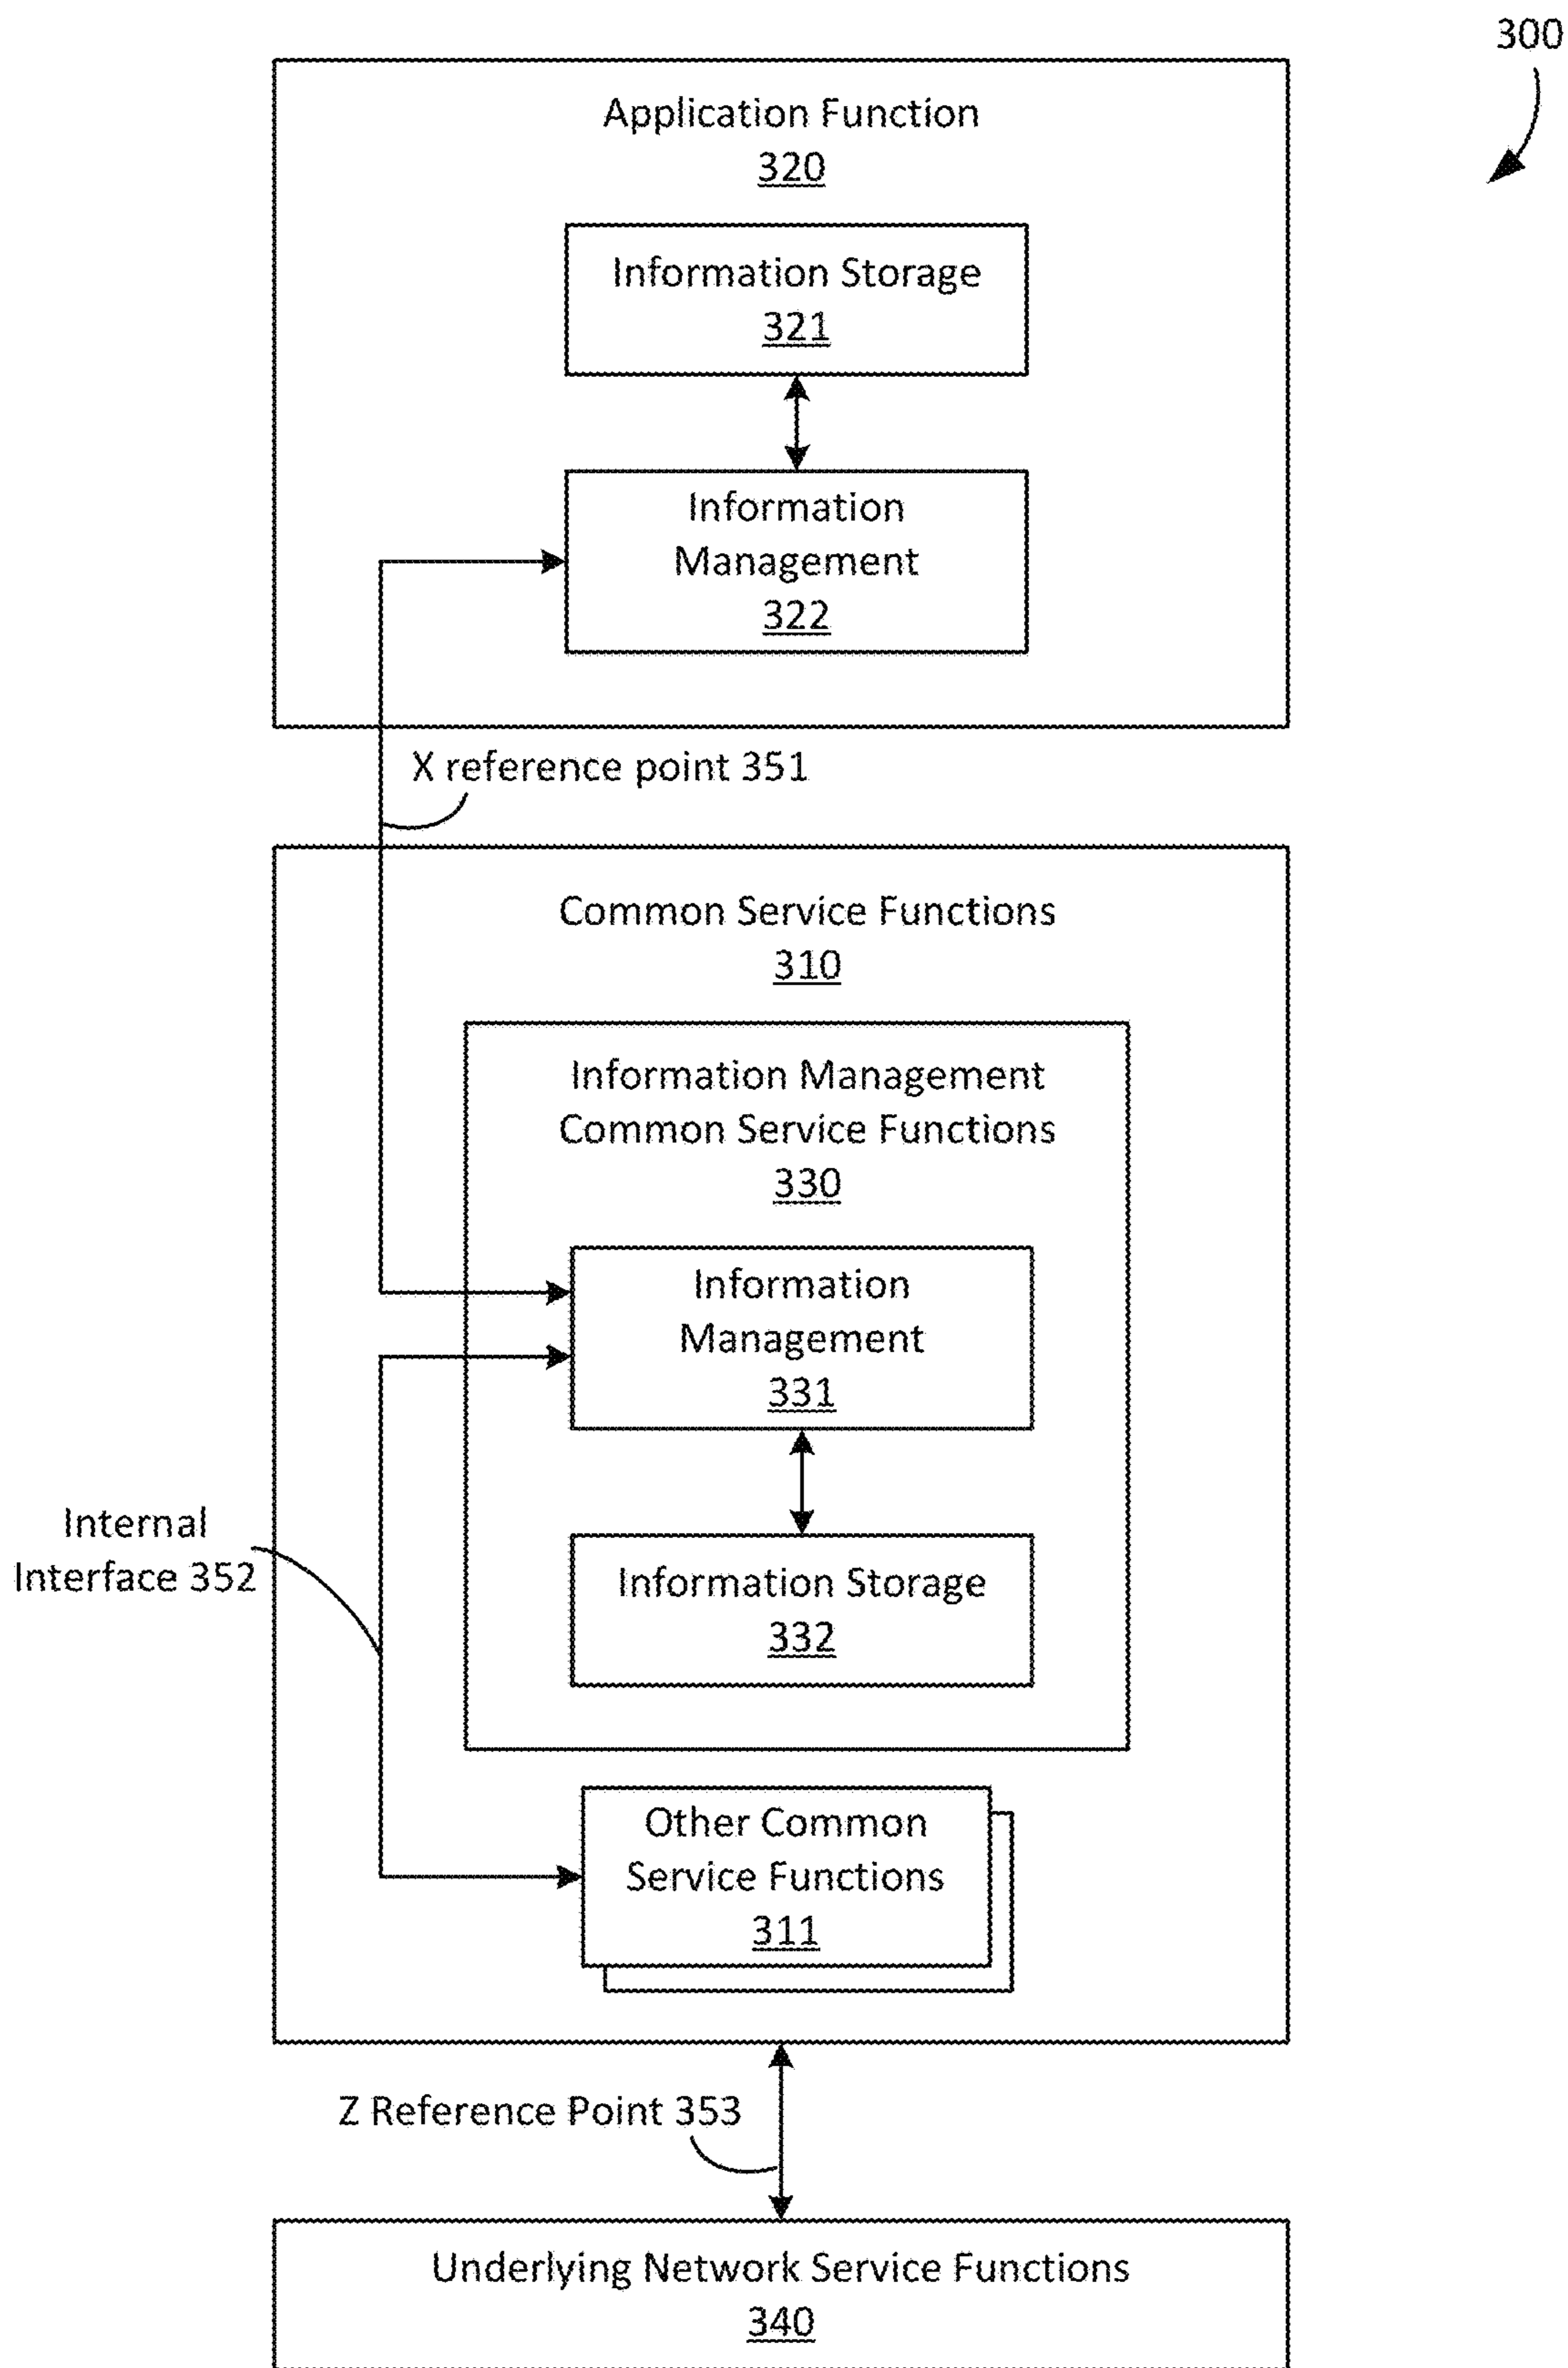 300
Application Function
320
Information Storage
321
Information
Management
322
X reference point 351
Common Service Functions
310
Information Management
Common Service Functions
330
Information
Management
331
Internal
Interface 352
Information Storage
332
Other Common
Service Functions
311
Z Reference Point 353
Underlying Network Service Functions
340